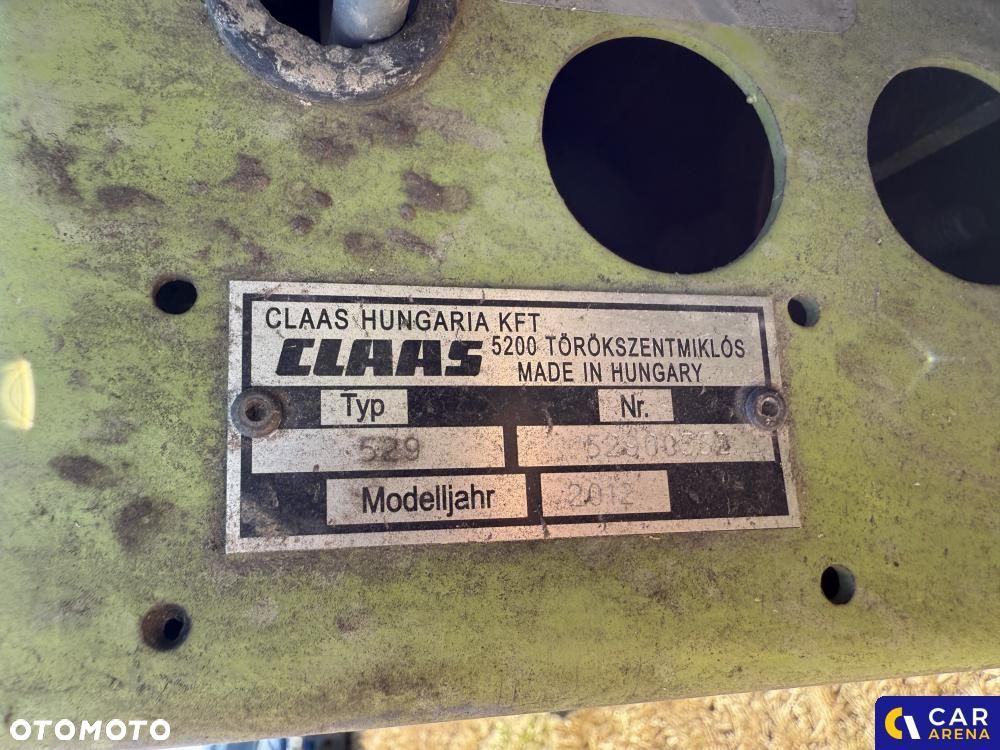 CLAAS HUNGARIA KFT
CLAAS 5200 TÖRÖKSZENTMIKLÓS
MADE IN HUNGARY
Typ Nr.
529
Modelljahr 2012
OTOMOTO
CAR
ARENA